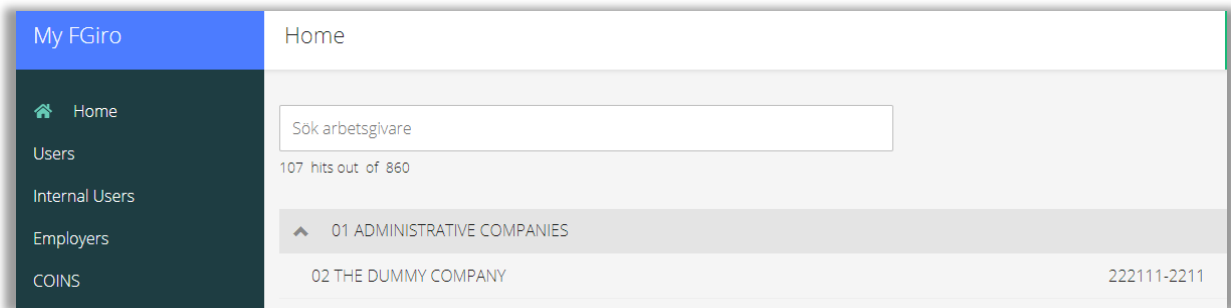 My FGiro
Home
Home
Users
Internal Users
Employers
COINS
Sök arbetsgivare
107 hits out of 860
01 ADMINISTRATIVE COMPANIES
02 THE DUMMY COMPANY 222111-2211